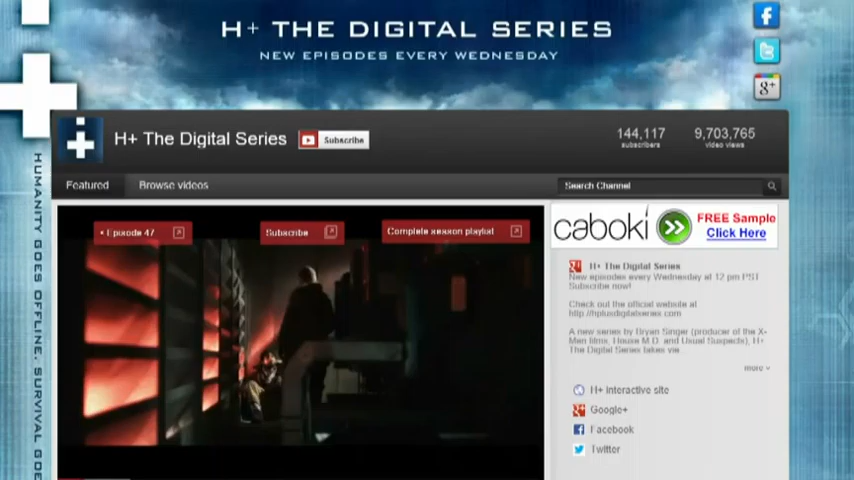 H+ THE DIGITAL SERIES
NEW EPISODES EVERY WEDNESDAY
f
t
g+
H+ The Digital Series
Subscribe
144,117
subscribers
9,703,765
video views
Featured
Browse videos
Search Channel
Episode 47
Subscribe
Complete season playlist
caboki
FREE Sample
Click Here
H+ The Digital Series
New episodes every Wednesday at 12 pm PST
Subscribe now!
Check out the official website at
http://hplusdigitalseries.com
A new series by Bryan Singer (producer of the X-
Men films, House M.D. and Usual Suspects), H+
The Digital Series takes vie...
more
H+ Interactive site
Google+
Facebook
Twitter
HUMANITY GOES OFFLINE. SURVIVAL GOE